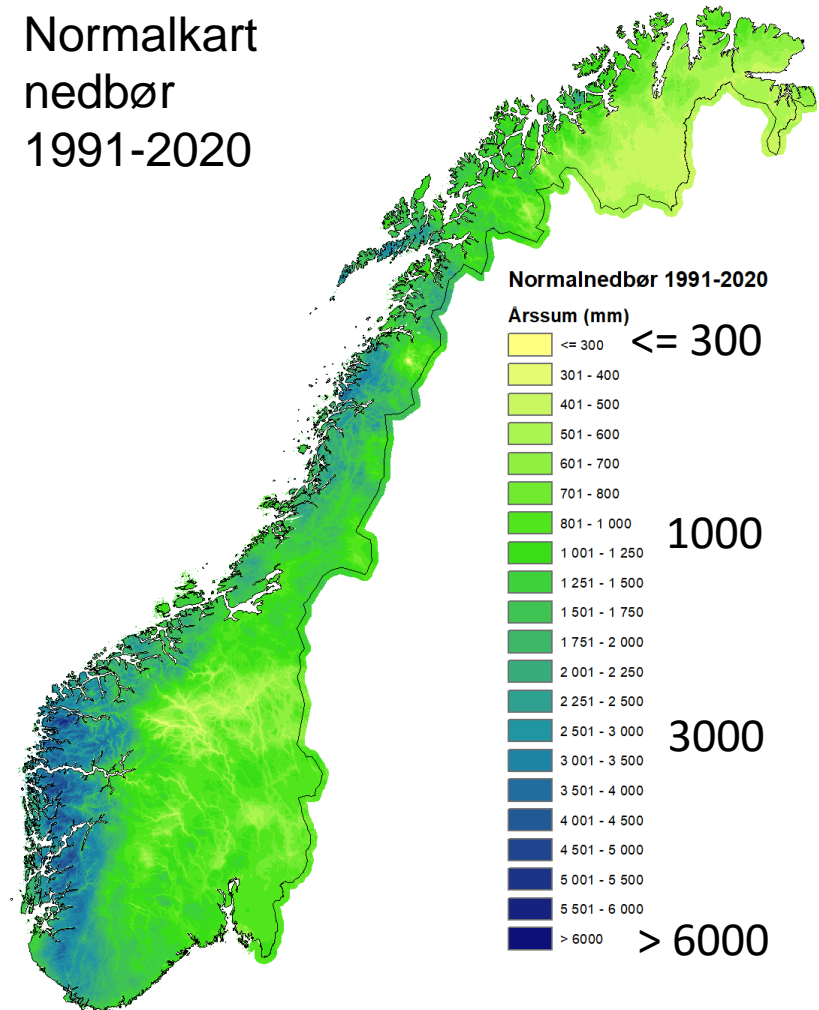 Normalkart
nedbør
1991-2020
Normalnedbør 1991-2020
Årssum (mm)
<= 300 <= 300
301 - 400
401 - 500
501 - 600
601 - 700
701 - 800
801 - 1 000 1000
1 001 - 1 250
1 251 - 1 500
1 501 - 1 750
1 751 - 2 000
2 001 - 2 250
2 251 - 2 500
2 501 - 3 000 3000
3 001 - 3 500
3 501 - 4 000
4 001 - 4 500
4 501 - 5 000
5 001 - 5 500
5 501 - 6 000
> 6000 > 6000